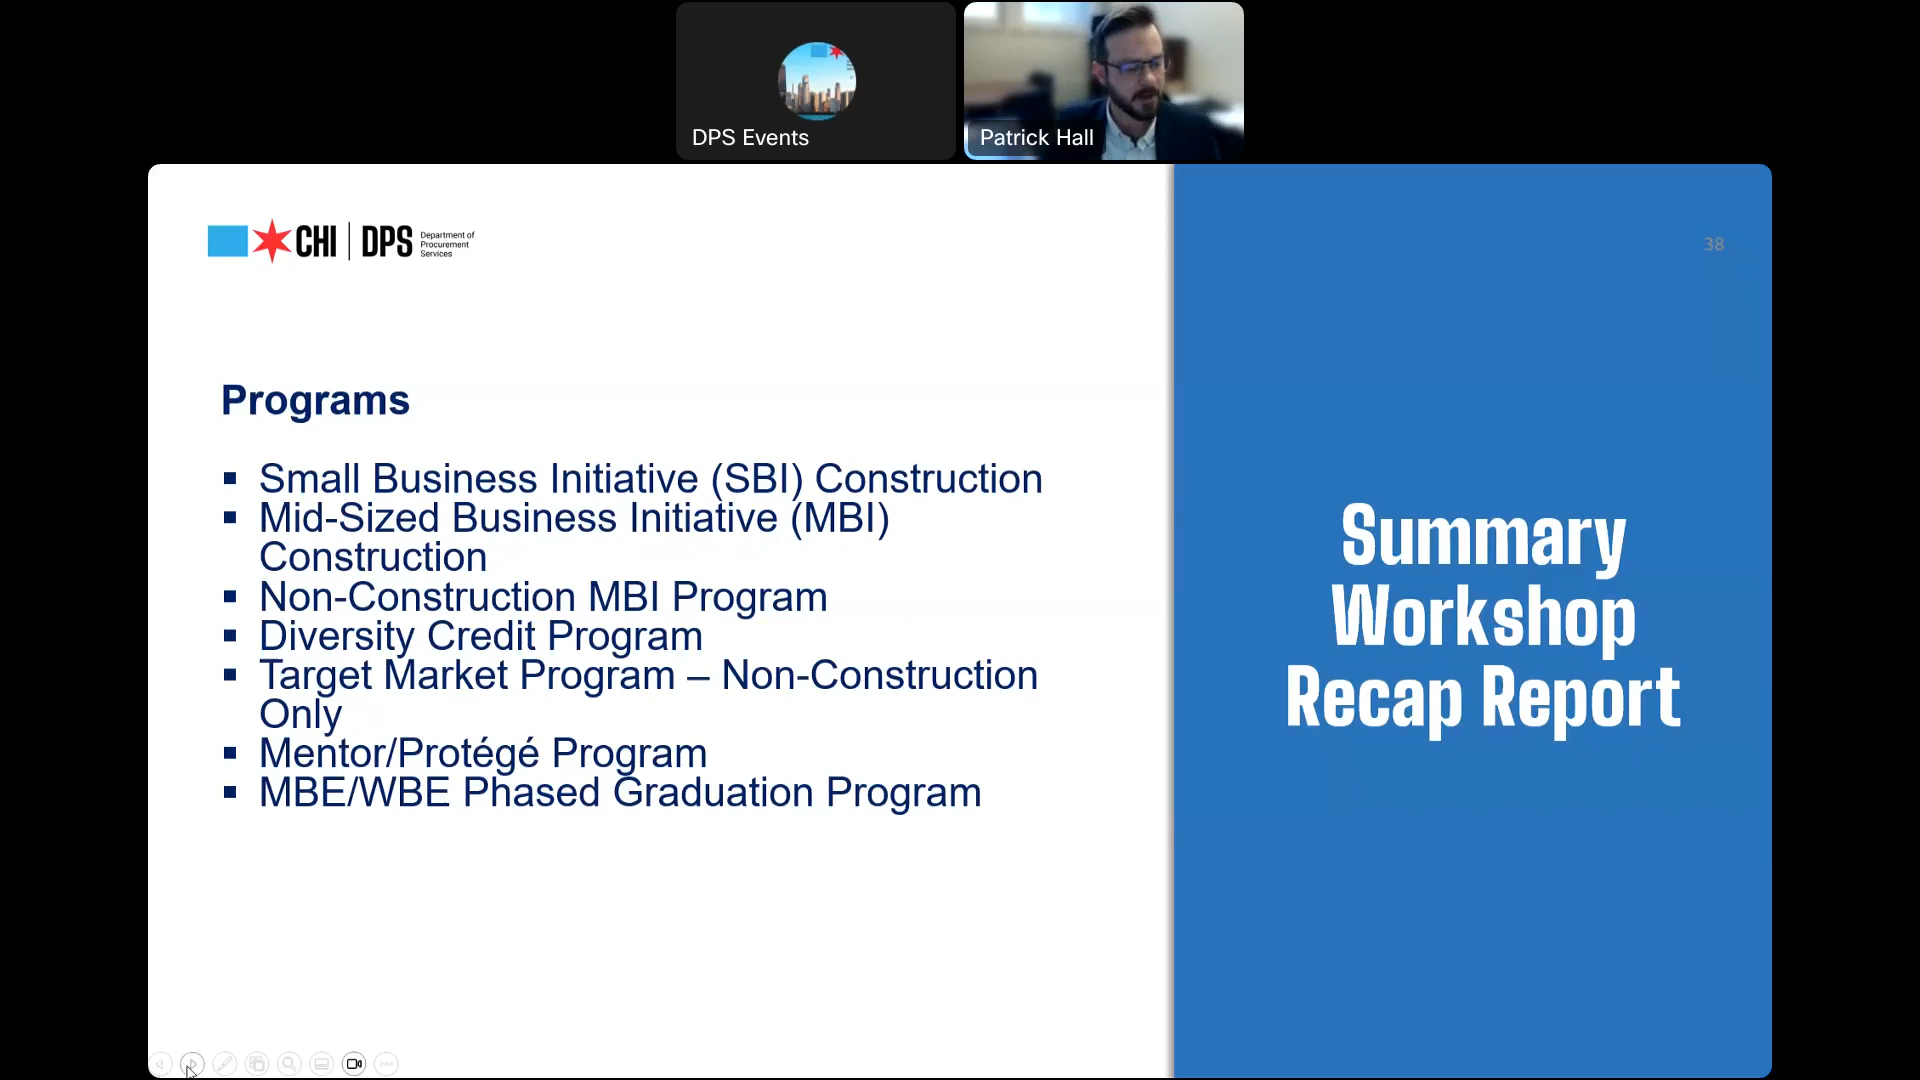 DPS Events
Patrick Hall
CHI | DPS
Department of
Procurement
Services
38
Programs
▪ Small Business Initiative (SBI) Construction
▪ Mid-Sized Business Initiative (MBI)
Construction
▪ Non-Construction MBI Program
▪ Diversity Credit Program
▪ Target Market Program – Non-Construction
Only
▪ Mentor/Protégé Program
▪ MBE/WBE Phased Graduation Program
Summary
Workshop
Recap Report